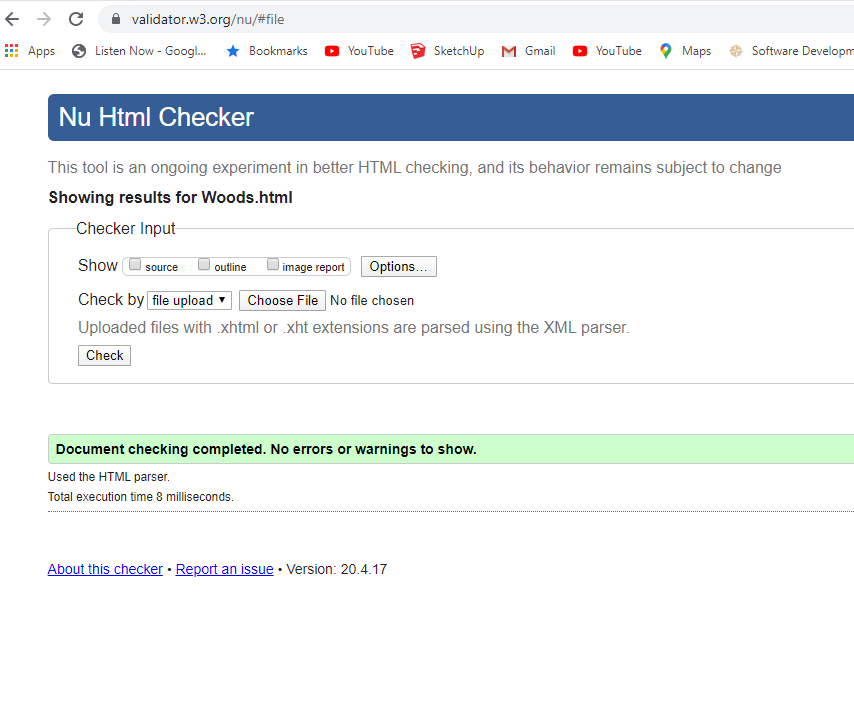 validator.w3.org/nu/#file
Apps Listen Now - Googl... Bookmarks YouTube SketchUp Gmail YouTube Maps Software Developm
Nu Html Checker
This tool is an ongoing experiment in better HTML checking, and its behavior remains subject to change
Showing results for Woods.html
Checker Input
Show source outline image report Options...
Check by file upload Choose File No file chosen
Uploaded files with .xhtml or .xht extensions are parsed using the XML parser.
Check
Document checking completed. No errors or warnings to show.
Used the HTML parser.
Total execution time 8 milliseconds.
About this checker • Report an issue • Version: 20.4.17